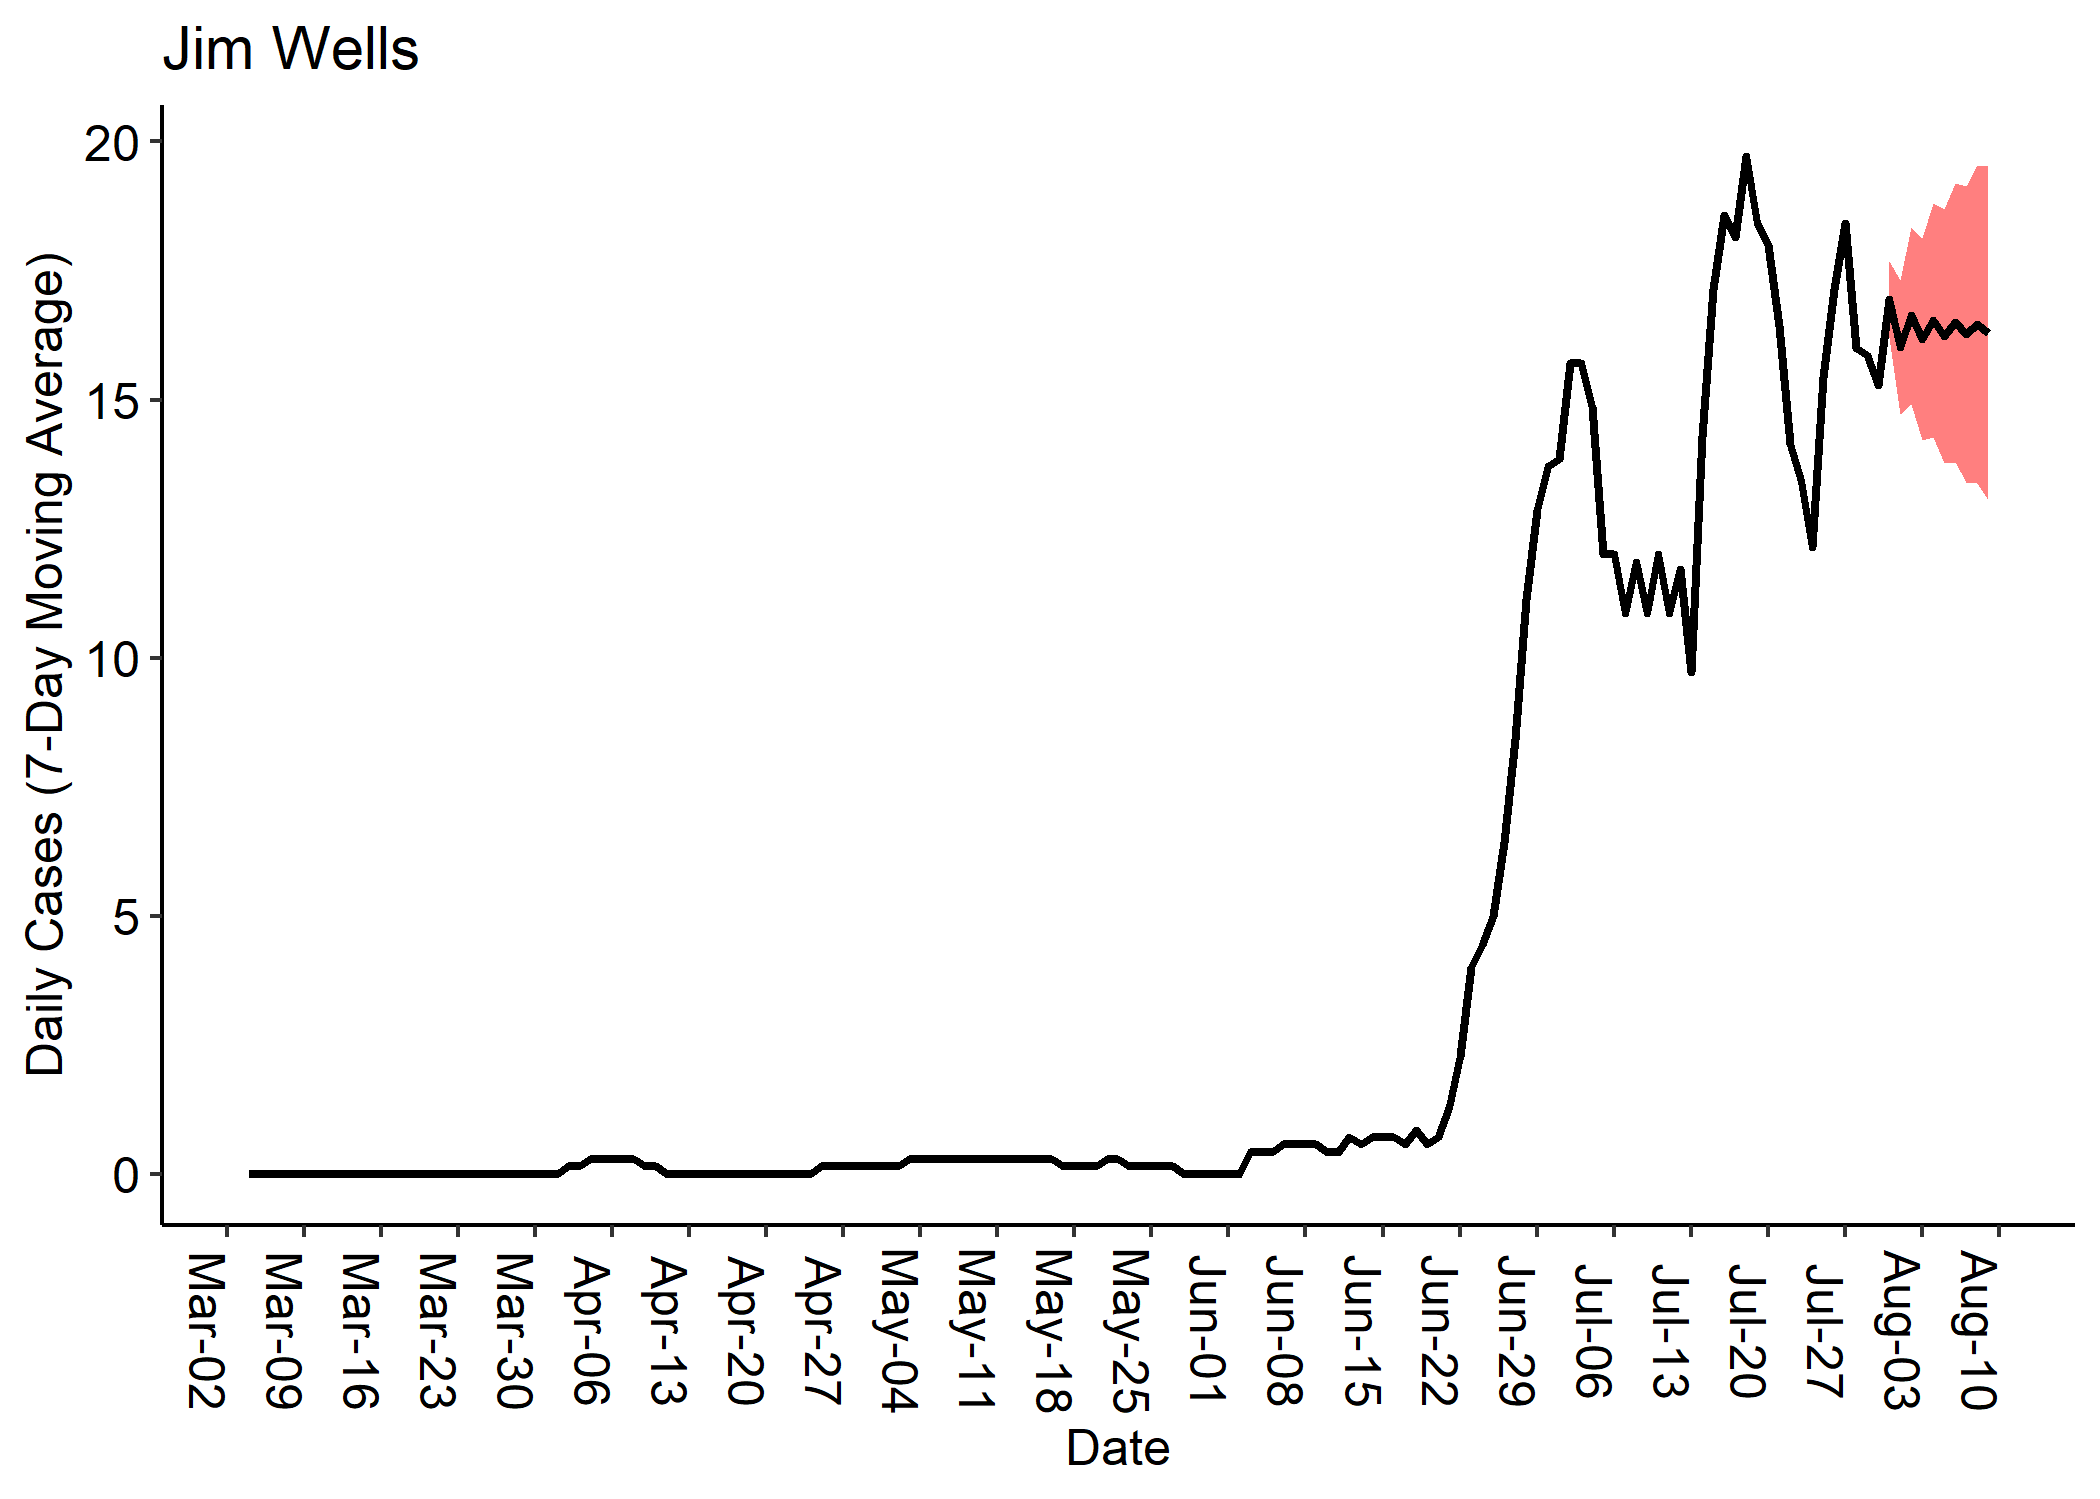 Jim Wells
Daily Cases (7-Day Moving Average)
20
15
10
5
0
Mar-02
Mar-09
Mar-16
Mar-23
Mar-30
Apr-06
Apr-13
Apr-20
Apr-27
May-04
May-11
May-18
May-25
Jun-01
Jun-08
Jun-15
Jun-22
Jun-29
Jul-06
Jul-13
Jul-20
Jul-27
Aug-03
Aug-10
Date